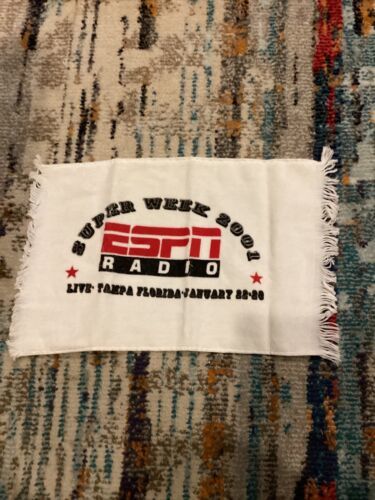 SUPER WEEK 2001
ESPN
RADIO
LIVE· TAMPA FLORIDA·JANUARY 22-26